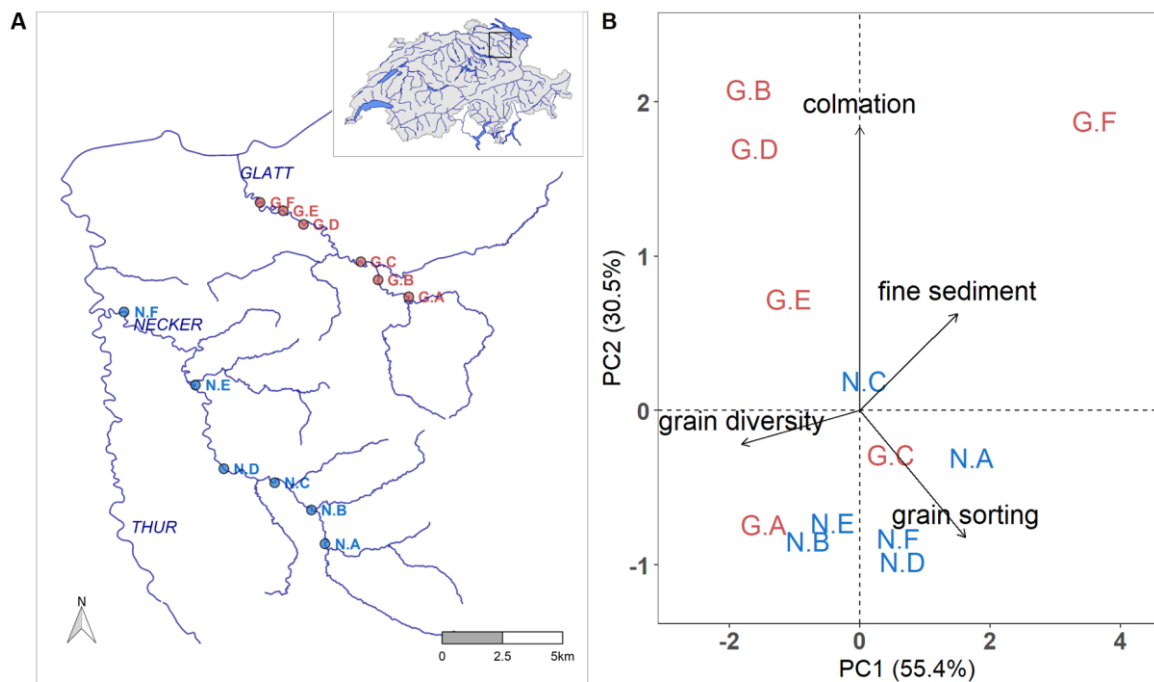 A
GLATT
G.F
G.E
G.D
G.C
G.B
G.A
N.F
NECKER
N.E
N.D
N.C
N.B
THUR
N.A
N
0 2.5 5km
B
G.B
colmation
G.F
G.D
fine sediment
G.E
N.C
grain diversity
G.C
N.A
grain sorting
G.A
N.E
N.B
N.F
N.D
2
1
0
-1
PC2 (30.5%)
-2 0 2 4
PC1 (55.4%)